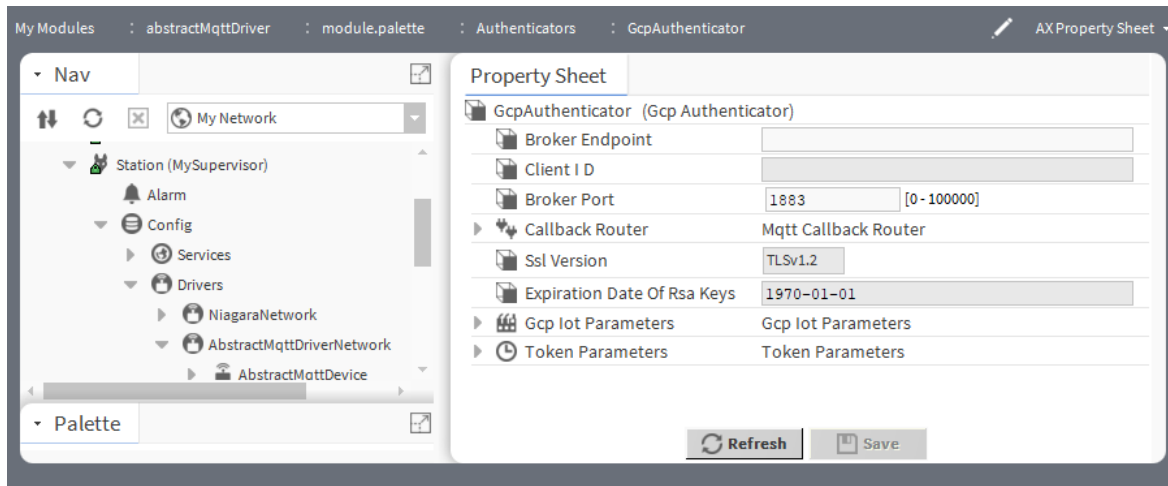 My Modules : abstractMqttDriver : module.palette : Authenticators : GcpAuthenticator AX Property Sheet
Nav
My Network
Station (MySupervisor)
Alarm
Config
Services
Drivers
NiagaraNetwork
AbstractMqttDriverNetwork
AbstractMqttDevice
Palette
Property Sheet
GcpAuthenticator (Gcp Authenticator)
Broker Endpoint
Client I D
Broker Port 1883 [0-100000]
Callback Router Mqtt Callback Router
Ssl Version TLSv1.2
Expiration Date Of Rsa Keys 1970-01-01
Gcp Iot Parameters Gcp Iot Parameters
Token Parameters Token Parameters
Refresh Save